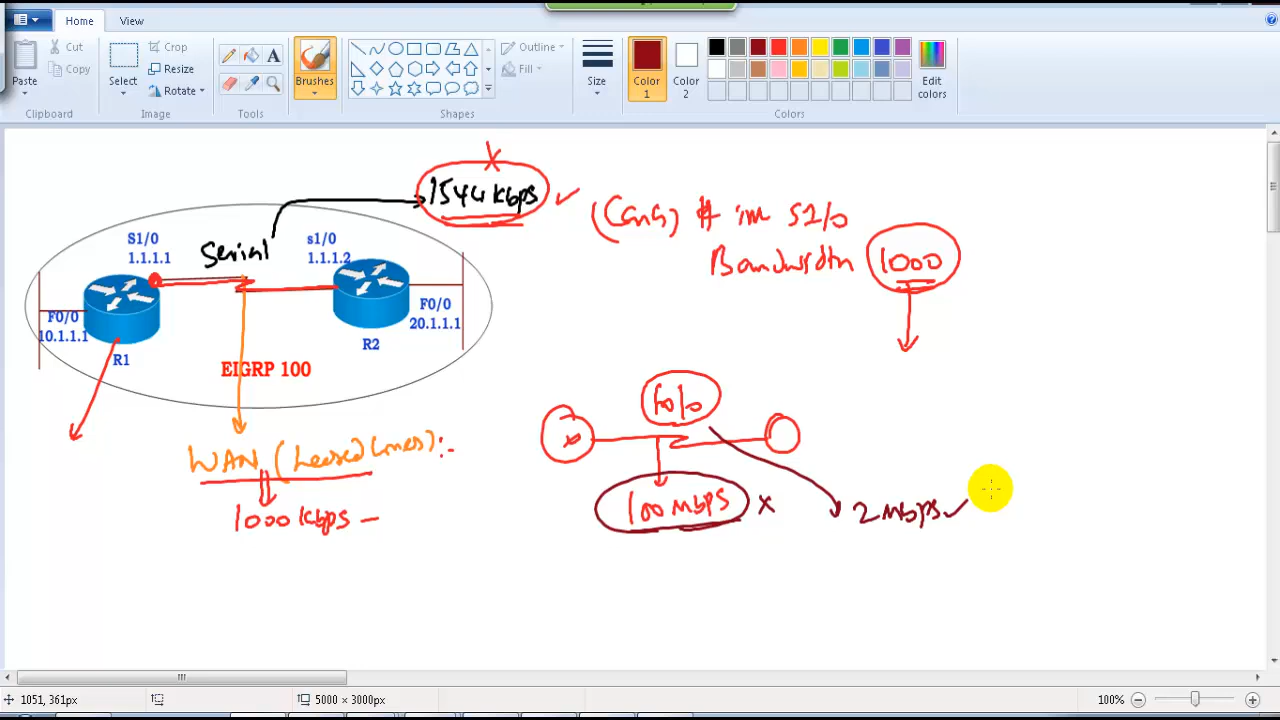 Home
View
Paste
Cut
Copy
Clipboard
Select
Crop
Resize
Rotate
Image
A
Tools
Brushes
Outline
Fill
Shapes
Size
Color
1
Color
2
Edit
colors
Colors
1544 Kbps
(Config) # int S1/0
Bandwidth 1000
S1/0
1.1.1.1
Serial
s1/0
1.1.1.2
F0/0
10.1.1.1
R1
F0/0
20.1.1.1
R2
EIGRP 100
WAN (Leased Lines):-
1000 Kbps -
f0/0
100 Mbps x
2 Mbps
1051, 361px
5000 × 3000px
100%